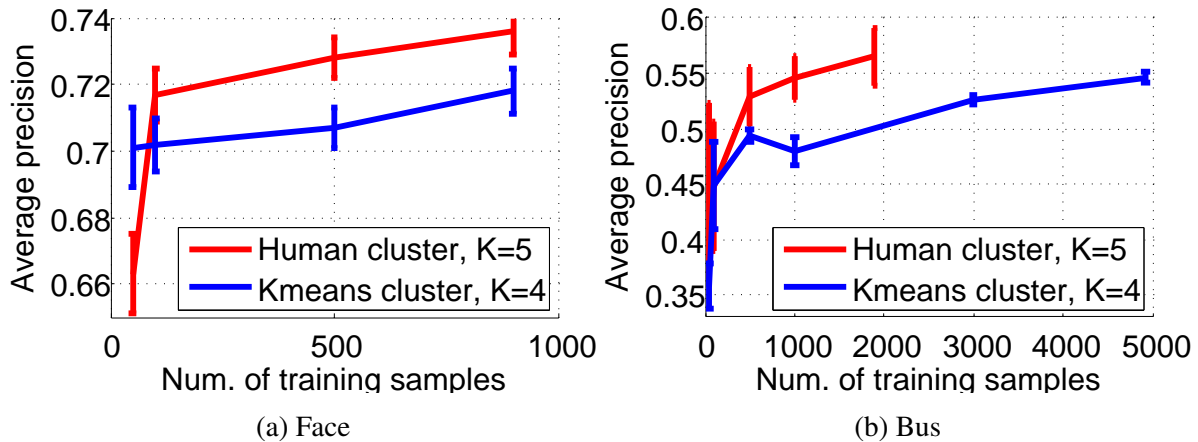 0.74
0.72
0.7
0.68
0.66
Average precision
Human cluster, K=5
Kmeans cluster, K=4
0
500
1000
Num. of training samples
(a) Face
0.6
0.55
0.5
0.45
0.4
0.35
Average precision
Human cluster, K=5
Kmeans cluster, K=4
0
1000
2000
3000
4000
5000
Num. of training samples
(b) Bus